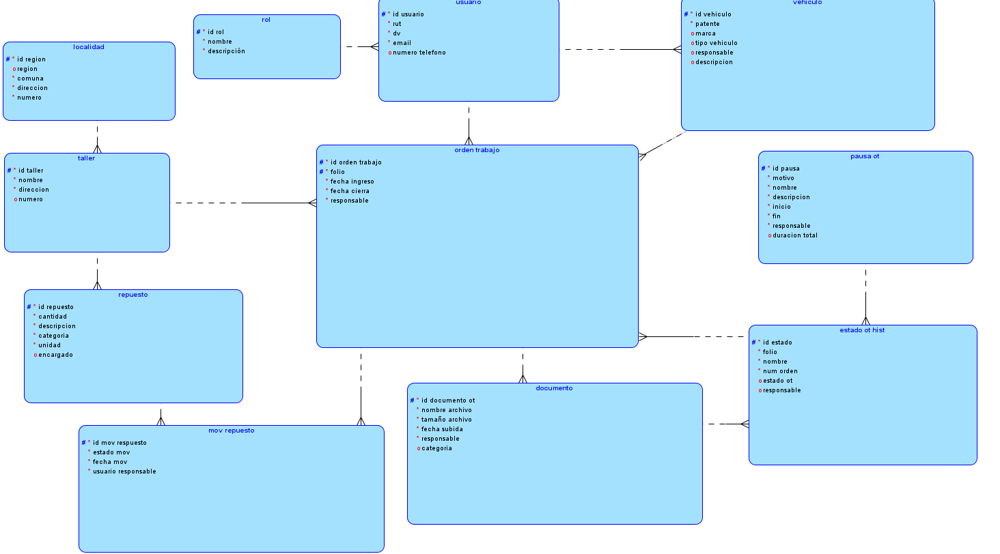 usuario
# * id usuario
* rut
* dv
* email
o numero telefono
vehiculo
# * id vehiculo
* patente
o marca
o tipo vehiculo
o responsable
o descripcion
rol
# * id rol
* nombre
* descripción
localidad
# * id region
o region
* comuna
* direccion
* numero
taller
# * id taller
* nombre
* direccion
o numero
orden trabajo
# * id orden trabajo
# * folio
* fecha ingreso
* fecha cierra
* responsable
pausa ot
# * id pausa
* motivo
* nombre
* descripcion
* inicio
* fin
* responsable
o duracion total
repuesto
# * id repuesto
* cantidad
* descripcion
* categoria
* unidad
o encargado
estado ot hist
# * id estado
* folio
* nombre
* num orden
o estado ot
o responsable
documento
# * id documento ot
* nombre archivo
* tamaño archivo
* fecha subida
* responsable
o categoria
mov repuesto
# * id mov respuesto
* estado mov
* fecha mov
* usuario responsable